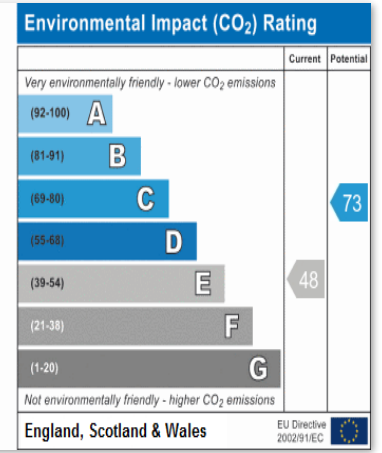 Environmental Impact (CO₂) Rating
Current Potential
Very environmentally friendly - lower CO₂ emissions
(92-100) A
(81-91) B
(69-80) C
73
(55-68) D
(39-54) E
48
(21-38) F
(1-20) G
Not environmentally friendly - higher CO₂ emissions
England, Scotland & Wales
EU Directive
2002/91/EC